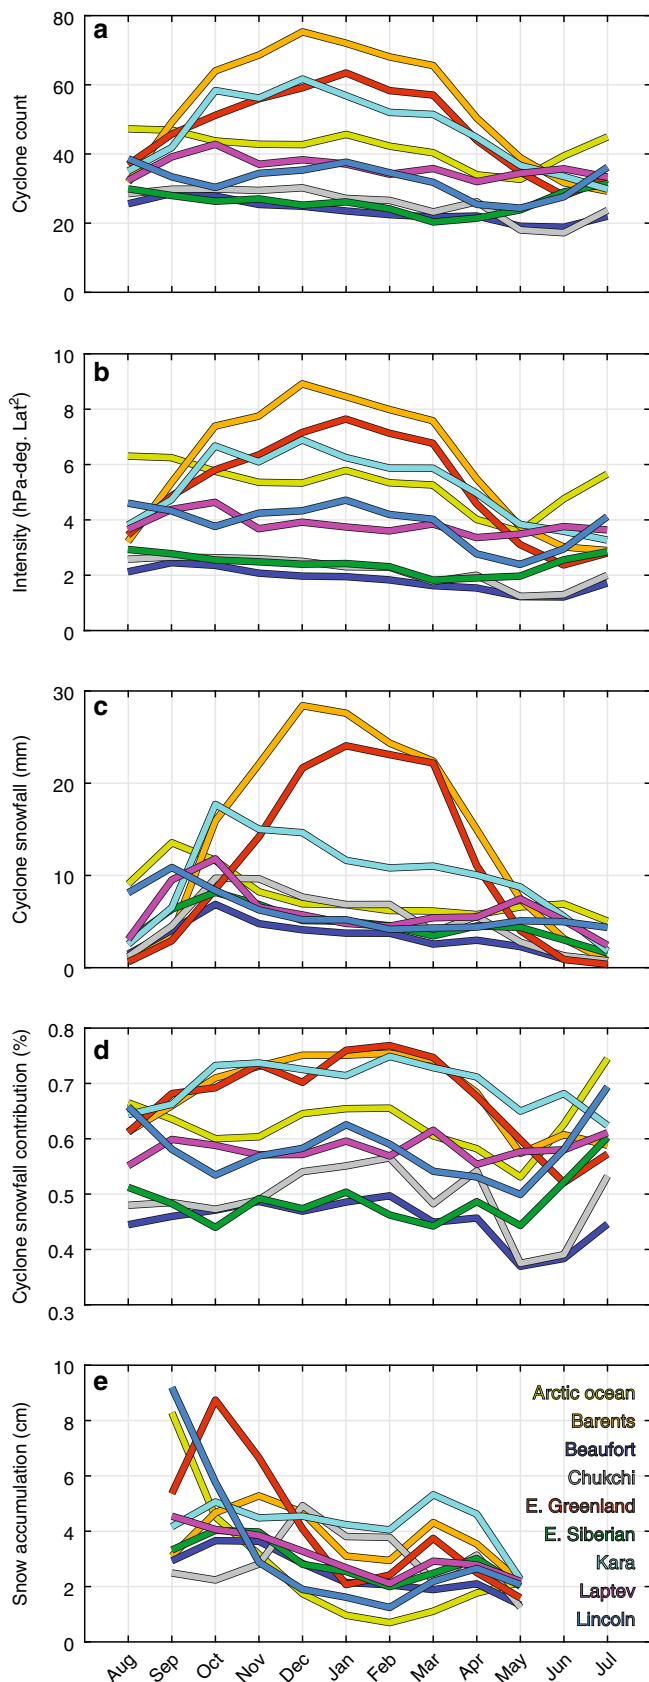 a
80
60
40
20
0
Cyclone count
b
10
8
6
4
2
0
Intensity (hPa-deg. Lat²)
c
30
20
10
0
Cyclone snowfall (mm)
d
0.8
0.7
0.6
0.5
0.4
0.3
Cyclone snowfall contribution (%)
e
10
8
6
4
2
0
Snow accumulation (cm)
Arctic ocean
Barents
Beaufort
Chukchi
E. Greenland
E. Siberian
Kara
Laptev
Lincoln
Aug Sep Oct Nov Dec Jan Feb Mar Apr May Jun Jul